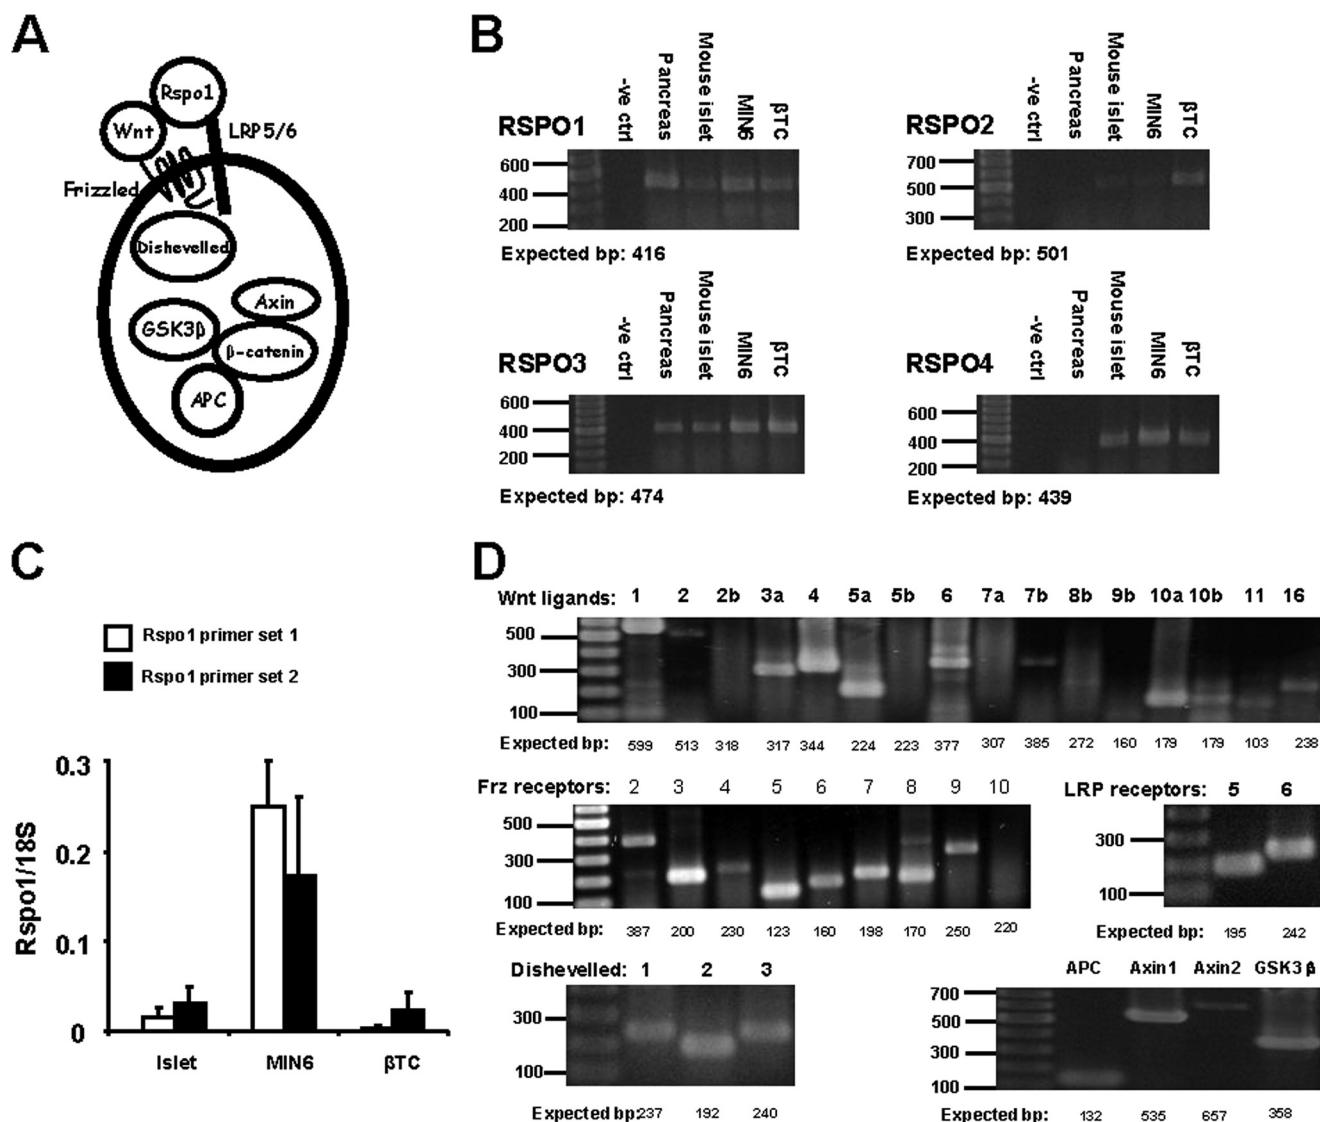 A
Rspo1
Wnt
LRP5/6
Frizzled
Dishevelled
Axin
GSK3β
β-catenin
APC
B
RSPO1
-ve ctrl
Pancreas
Mouse islet
MIN6
βTC
600
400
200
Expected bp: 416
RSPO2
-ve ctrl
Pancreas
Mouse islet
MIN6
βTC
700
500
300
Expected bp: 501
RSPO3
-ve ctrl
Pancreas
Mouse islet
MIN6
βTC
600
400
200
Expected bp: 474
RSPO4
-ve ctrl
Pancreas
Mouse islet
MIN6
βTC
600
400
200
Expected bp: 439
C
Rspo1 primer set 1
Rspo1 primer set 2
Rspo1/18S
0.3
0.2
0.1
0
Islet MIN6 βTC
D
Wnt ligands: 1 2 2b 3a 4 5a 5b 6 7a 7b 8b 9b 10a 10b 11 16
500
300
100
Expected bp: 599 513 318 317 344 224 223 377 307 385 272 160 179 179 103 238
Frz receptors: 2 3 4 5 6 7 8 9 10
500
300
100
Expected bp: 387 200 230 123 160 198 170 250 220
LRP receptors: 5 6
300
100
Expected bp: 195 242
Dishevelled: 1 2 3
300
100
Expected bp: 237 192 240
APC Axin1 Axin2 GSK3β
700
500
300
100
Expected bp: 132 535 657 358